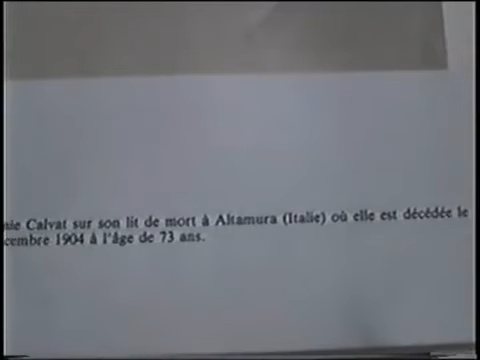 nie Calvat sur son lit de mort à Altamura (Italie) où elle est décédée le
cembre 1904 à l'âge de 73 ans.